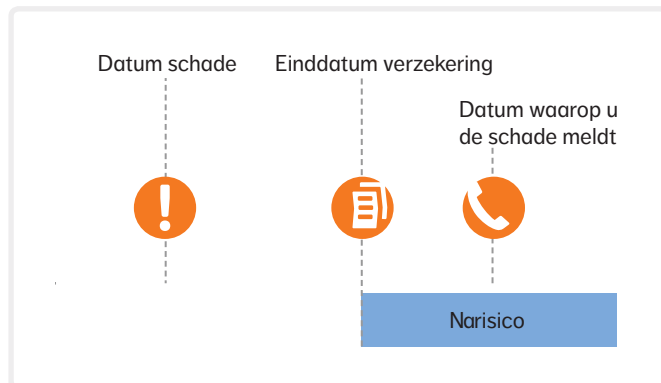 Datum schade
Einddatum verzekering
Datum waarop u
de schade meldt
Narisico